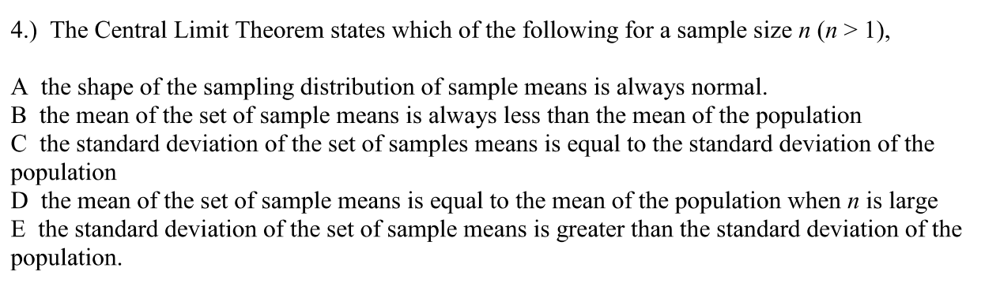 4.) The Central Limit Theorem states which of the following for a sample size n (n > 1),
A the shape of the sampling distribution of sample means is always normal.
B the mean of the set of sample means is always less than the mean of the population
C the standard deviation of the set of samples means is equal to the standard deviation of the
population
D the mean of the set of sample means is equal to the mean of the population when n is large
E the standard deviation of the set of sample means is greater than the standard deviation of the
population.